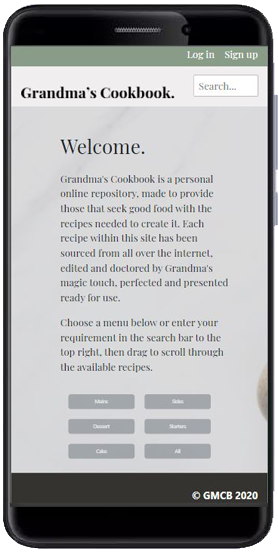 Log in Sign up
Grandma's Cookbook.
Search...
Welcome.
Grandma's Cookbook is a personal
online repository, made to provide
those that seek good food with the
recipes needed to create it. Each
recipe within this site has been
sourced from all over the internet,
edited and doctored by Grandma's
magic touch, perfected and presented
ready for use.
Choose a menu below or enter your
requirement in the search bar to the
top right, then drag to scroll through
the available recipes.
Mains Sides
Dessert Starters
Cake All
© GMCB 2020